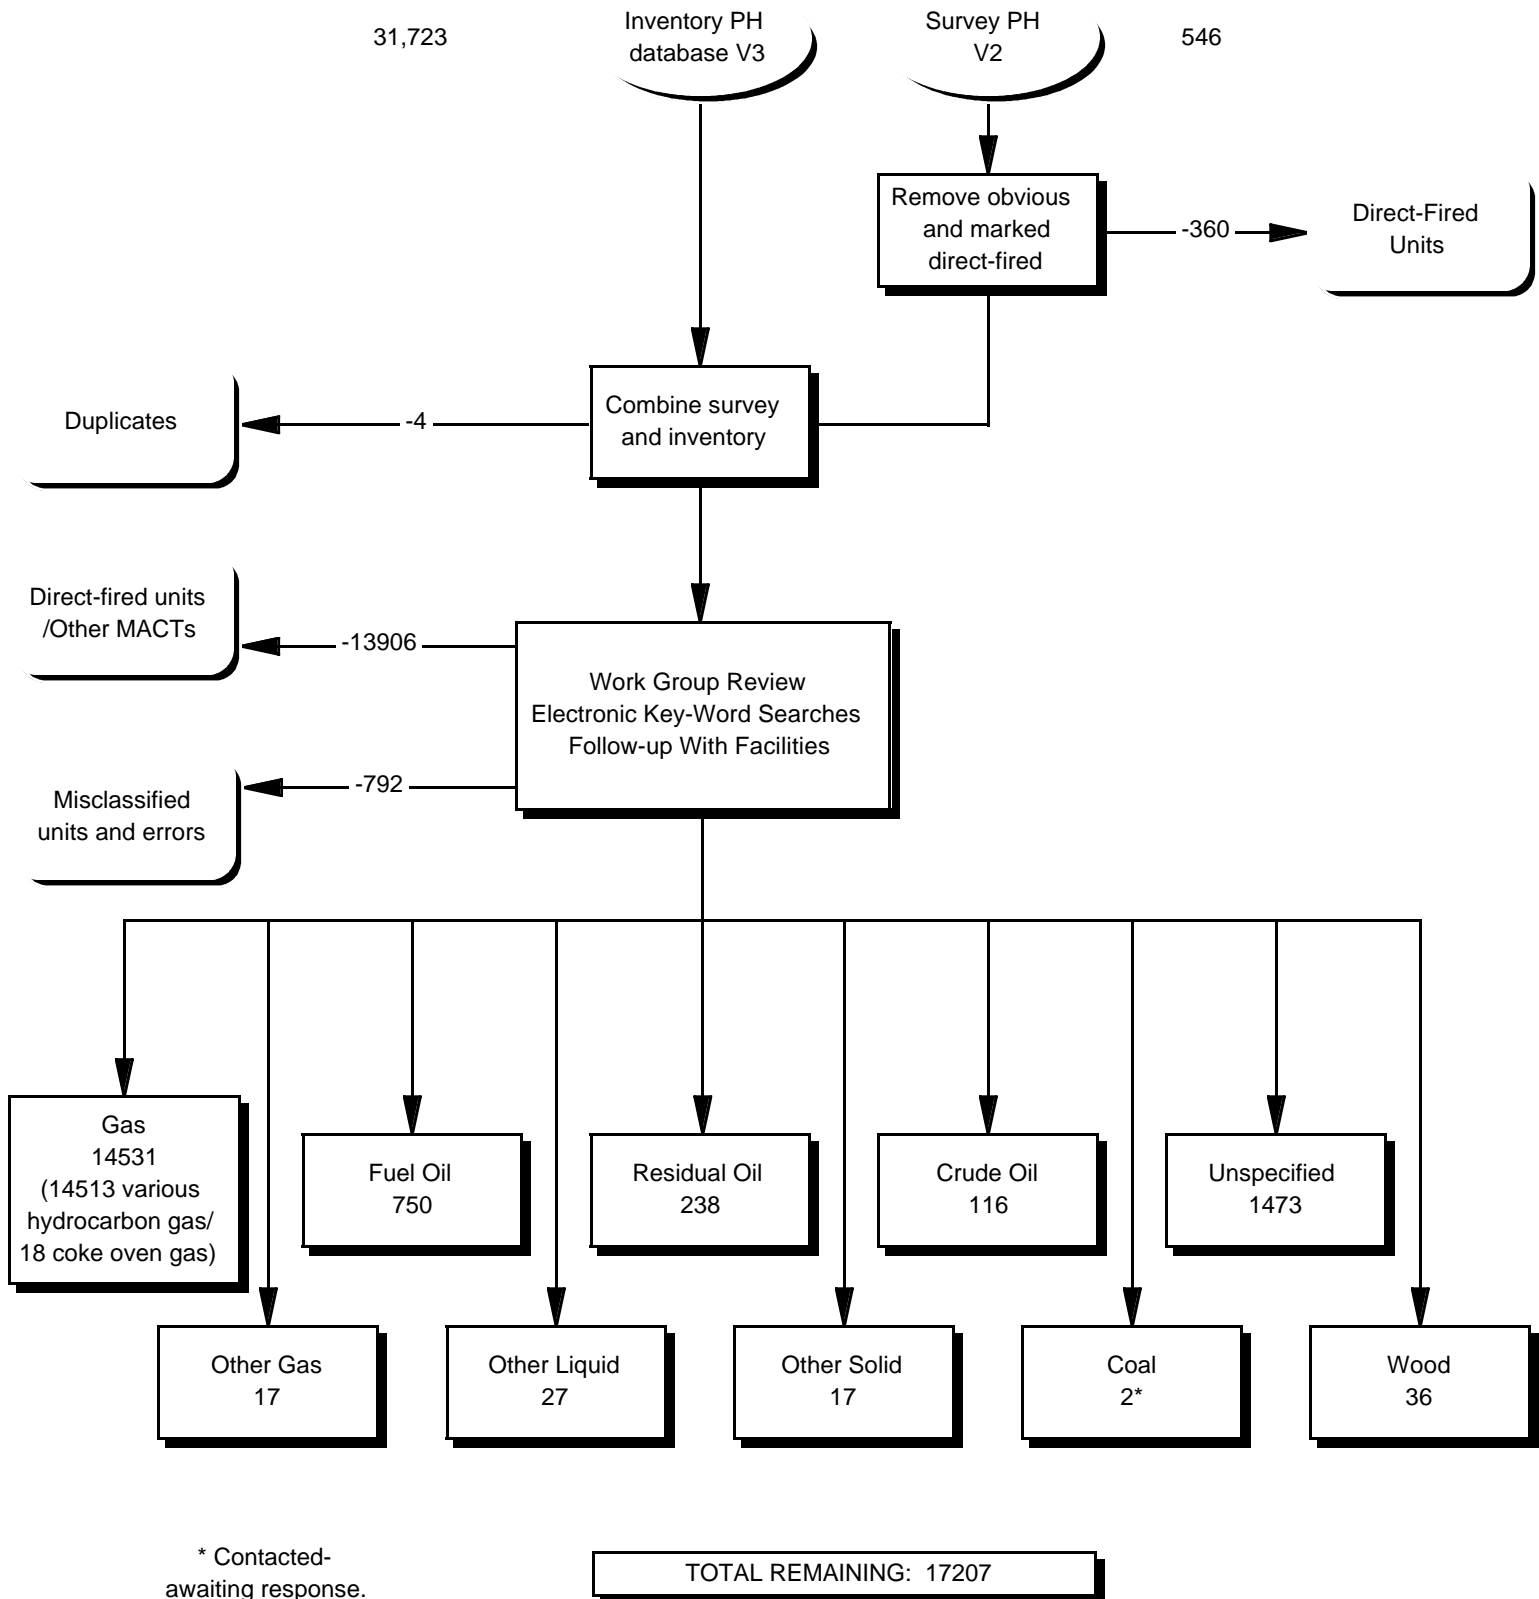 31,723
Inventory PH
database V3
Survey PH
V2
546
Remove obvious
and marked
direct-fired
-360
Direct-Fired
Units
Duplicates
-4
Combine survey
and inventory
Direct-fired units
/Other MACTs
-13906
Work Group Review
Electronic Key-Word Searches
Follow-up With Facilities
Misclassified
units and errors
-792
Gas
14531
(14513 various
hydrocarbon gas/
18 coke oven gas)
Fuel Oil
750
Residual Oil
238
Crude Oil
116
Unspecified
1473
Other Gas
17
Other Liquid
27
Other Solid
17
Coal
2*
Wood
36
* Contacted-
awaiting response.
TOTAL REMAINING: 17207